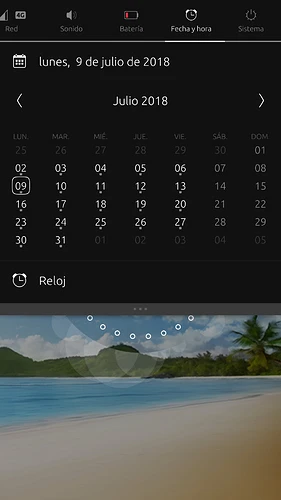 4G
Red Sonido Batería Fecha y hora Sistema
lunes, 9 de julio de 2018
Julio 2018
LUN. MAR. MIÉ. JUE. VIE. SÁB. DOM
25 26 27 28 29 30 01
02 03 04 05 06 07 08
09 10 11 12 13 14 15
16 17 18 19 20 21 22
23 24 25 26 27 28 29
30 31 01 02 03 04 05
Reloj